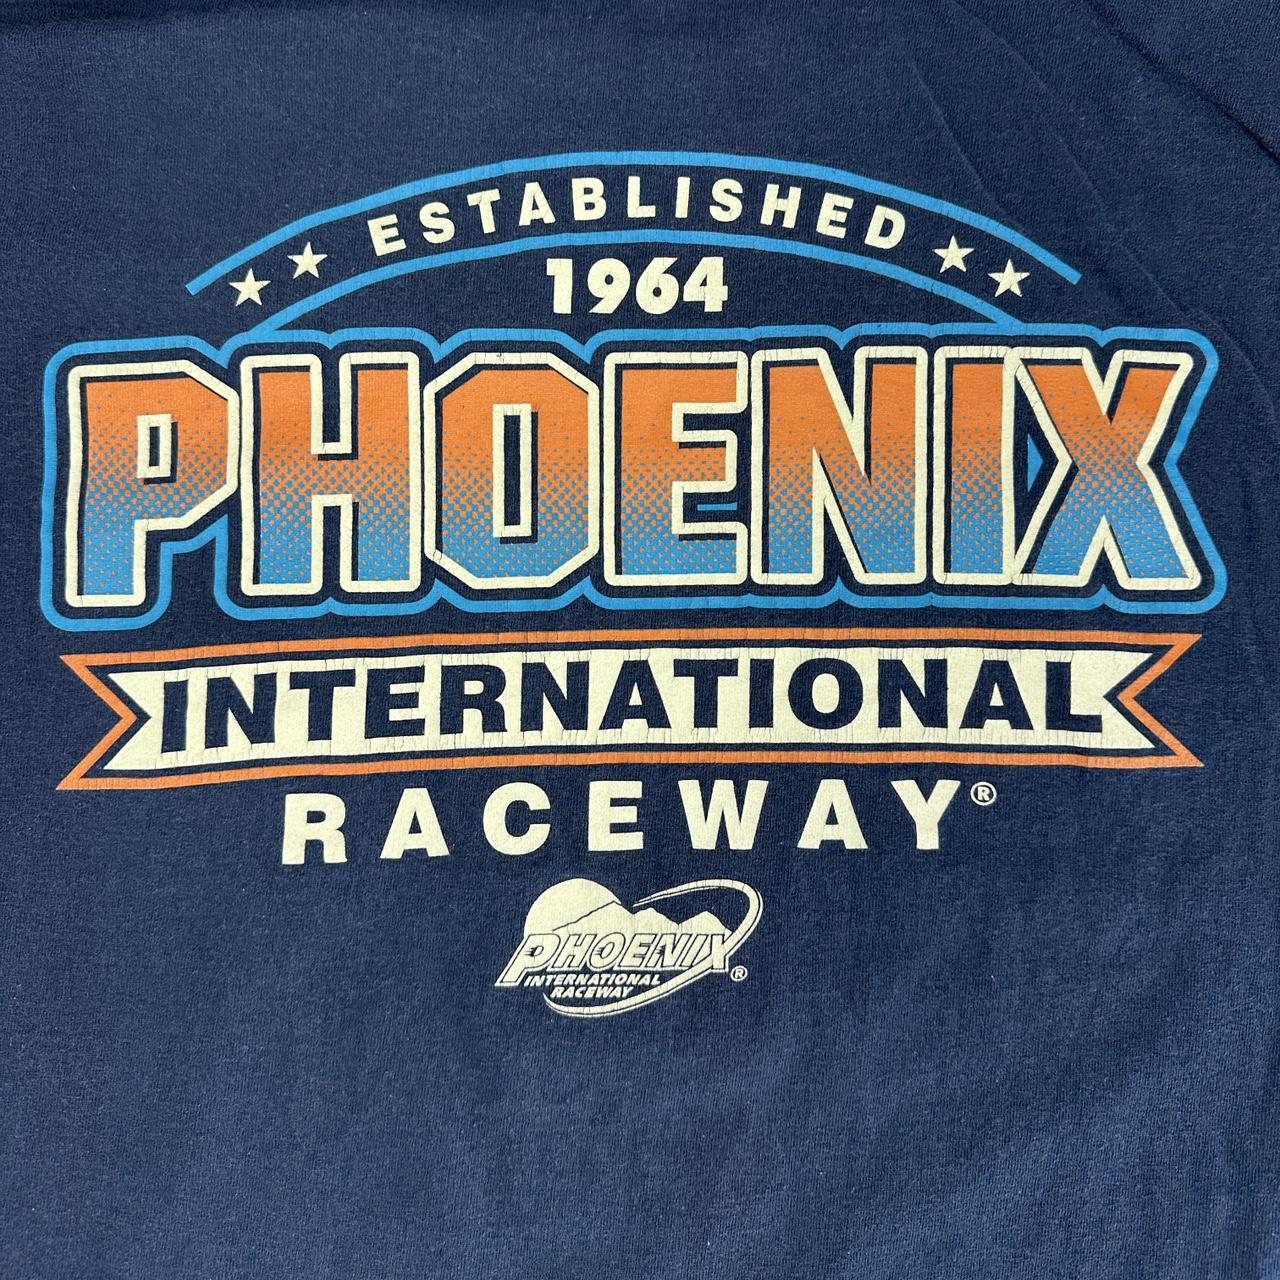 ESTABLISHED
1964
PHOENIX
INTERNATIONAL
RACEWAY®
PHOENIX®
INTERNATIONAL
RACEWAY